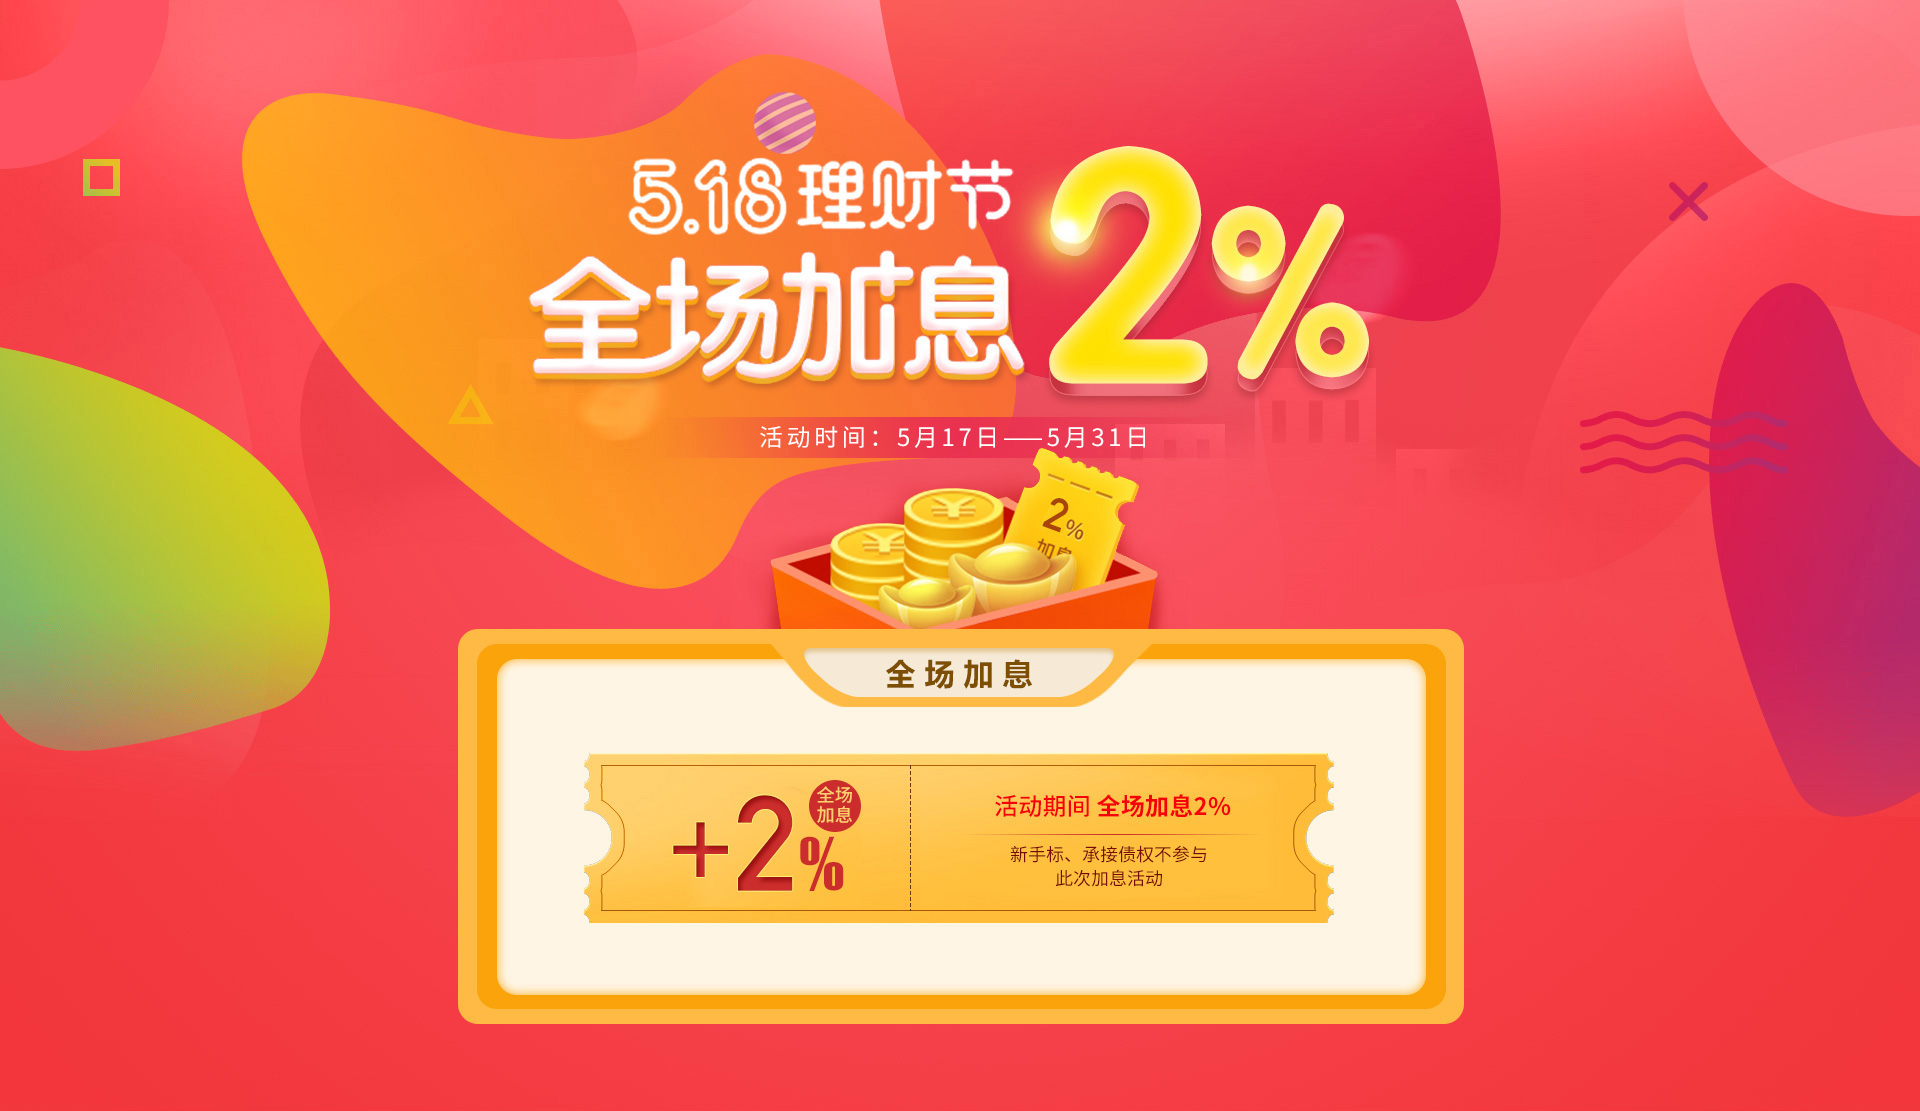 5.18理财节
全场加息2%
活动时间：5月17日——5月31日
2%
加息
全场加息
+2%
全场
加息
活动期间 全场加息2%
新手标、承接债权不参与
此次加息活动